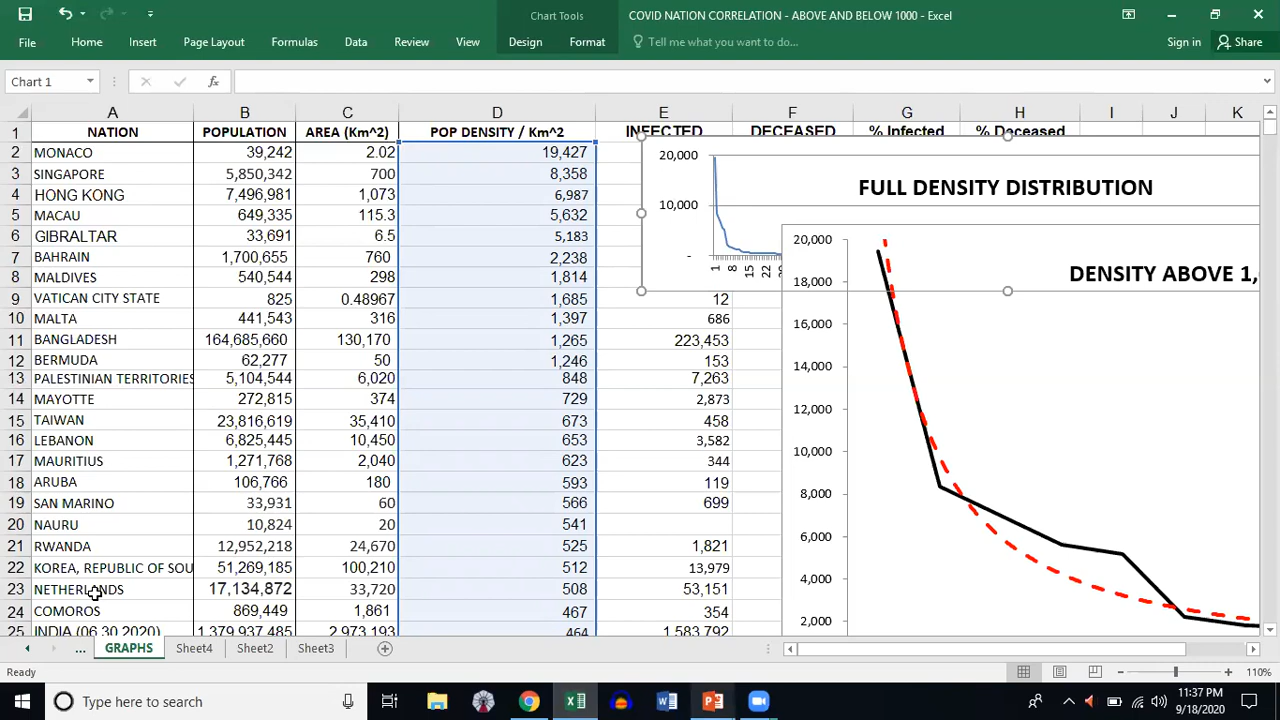 Chart Tools
COVID NATION CORRELATION - ABOVE AND BELOW 1000 - Excel
File Home Insert Page Layout Formulas Data Review View Design Format Tell me what you want to do... Sign in Share
Chart 1 fx
A B C D E F G H I J K
1 NATION POPULATION AREA (Km^2) POP DENSITY / Km^2 INFECTED DECEASED % Infected % Deceased
2 MONACO 39,242 2.02 19,427
3 SINGAPORE 5,850,342 700 8,358
4 HONG KONG 7,496,981 1,073 6,987
5 MACAU 649,335 115.3 5,632
6 GIBRALTAR 33,691 6.5 5,183
7 BAHRAIN 1,700,655 760 2,238
8 MALDIVES 540,544 298 1,814
9 VATICAN CITY STATE 825 0.48967 1,685 12
10 MALTA 441,543 316 1,397 686
11 BANGLADESH 164,685,660 130,170 1,265 223,453
12 BERMUDA 62,277 50 1,246 153
13 PALESTINIAN TERRITORIES 5,104,544 6,020 848 7,263
14 MAYOTTE 272,815 374 729 2,873
15 TAIWAN 23,816,619 35,410 673 458
16 LEBANON 6,825,445 10,450 653 3,582
17 MAURITIUS 1,271,768 2,040 623 344
18 ARUBA 106,766 180 593 119
19 SAN MARINO 33,931 60 566 699
20 NAURU 10,824 20 541
21 RWANDA 12,952,218 24,670 525 1,821
22 KOREA, REPUBLIC OF SOU 51,269,185 100,210 512 13,979
23 NETHERLANDS 17,134,872 33,720 508 53,151
24 COMOROS 869,449 1,861 467 354
25 INDIA (06.30.2020) 1,379,937,485 2,973,193 464 1,583,792
20,000
10,000
-
FULL DENSITY DISTRIBUTION
1 8 15 22
20,000
18,000
16,000
14,000
12,000
10,000
8,000
6,000
4,000
2,000
DENSITY ABOVE 1,
... GRAPHS Sheet4 Sheet2 Sheet3
Ready 110%
Type here to search
11:37 PM
9/18/2020